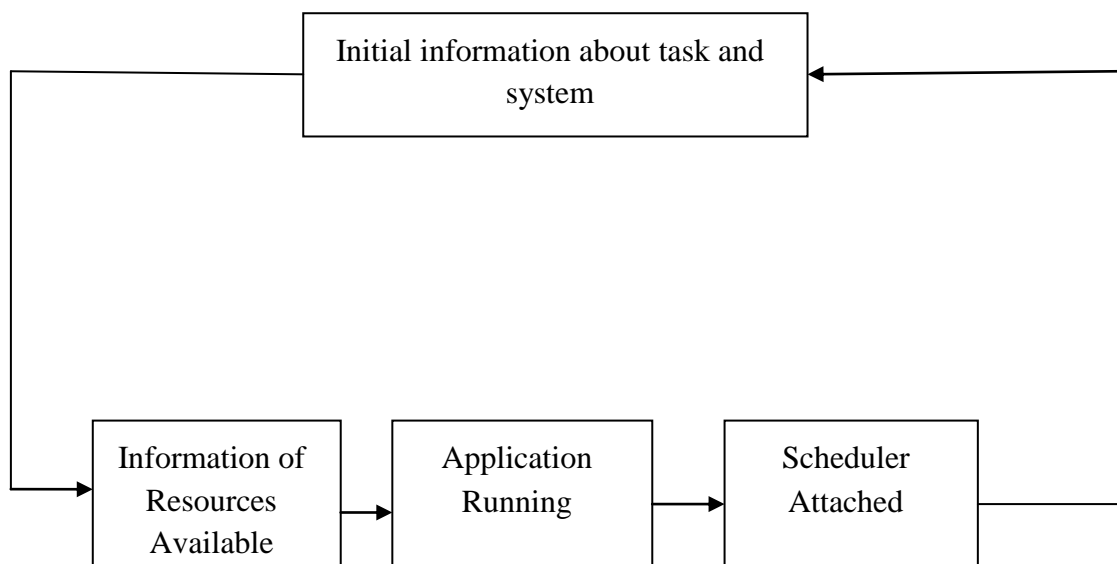 Initial information about task and
system
Information of
Resources
Available
Application
Running
Scheduler
Attached